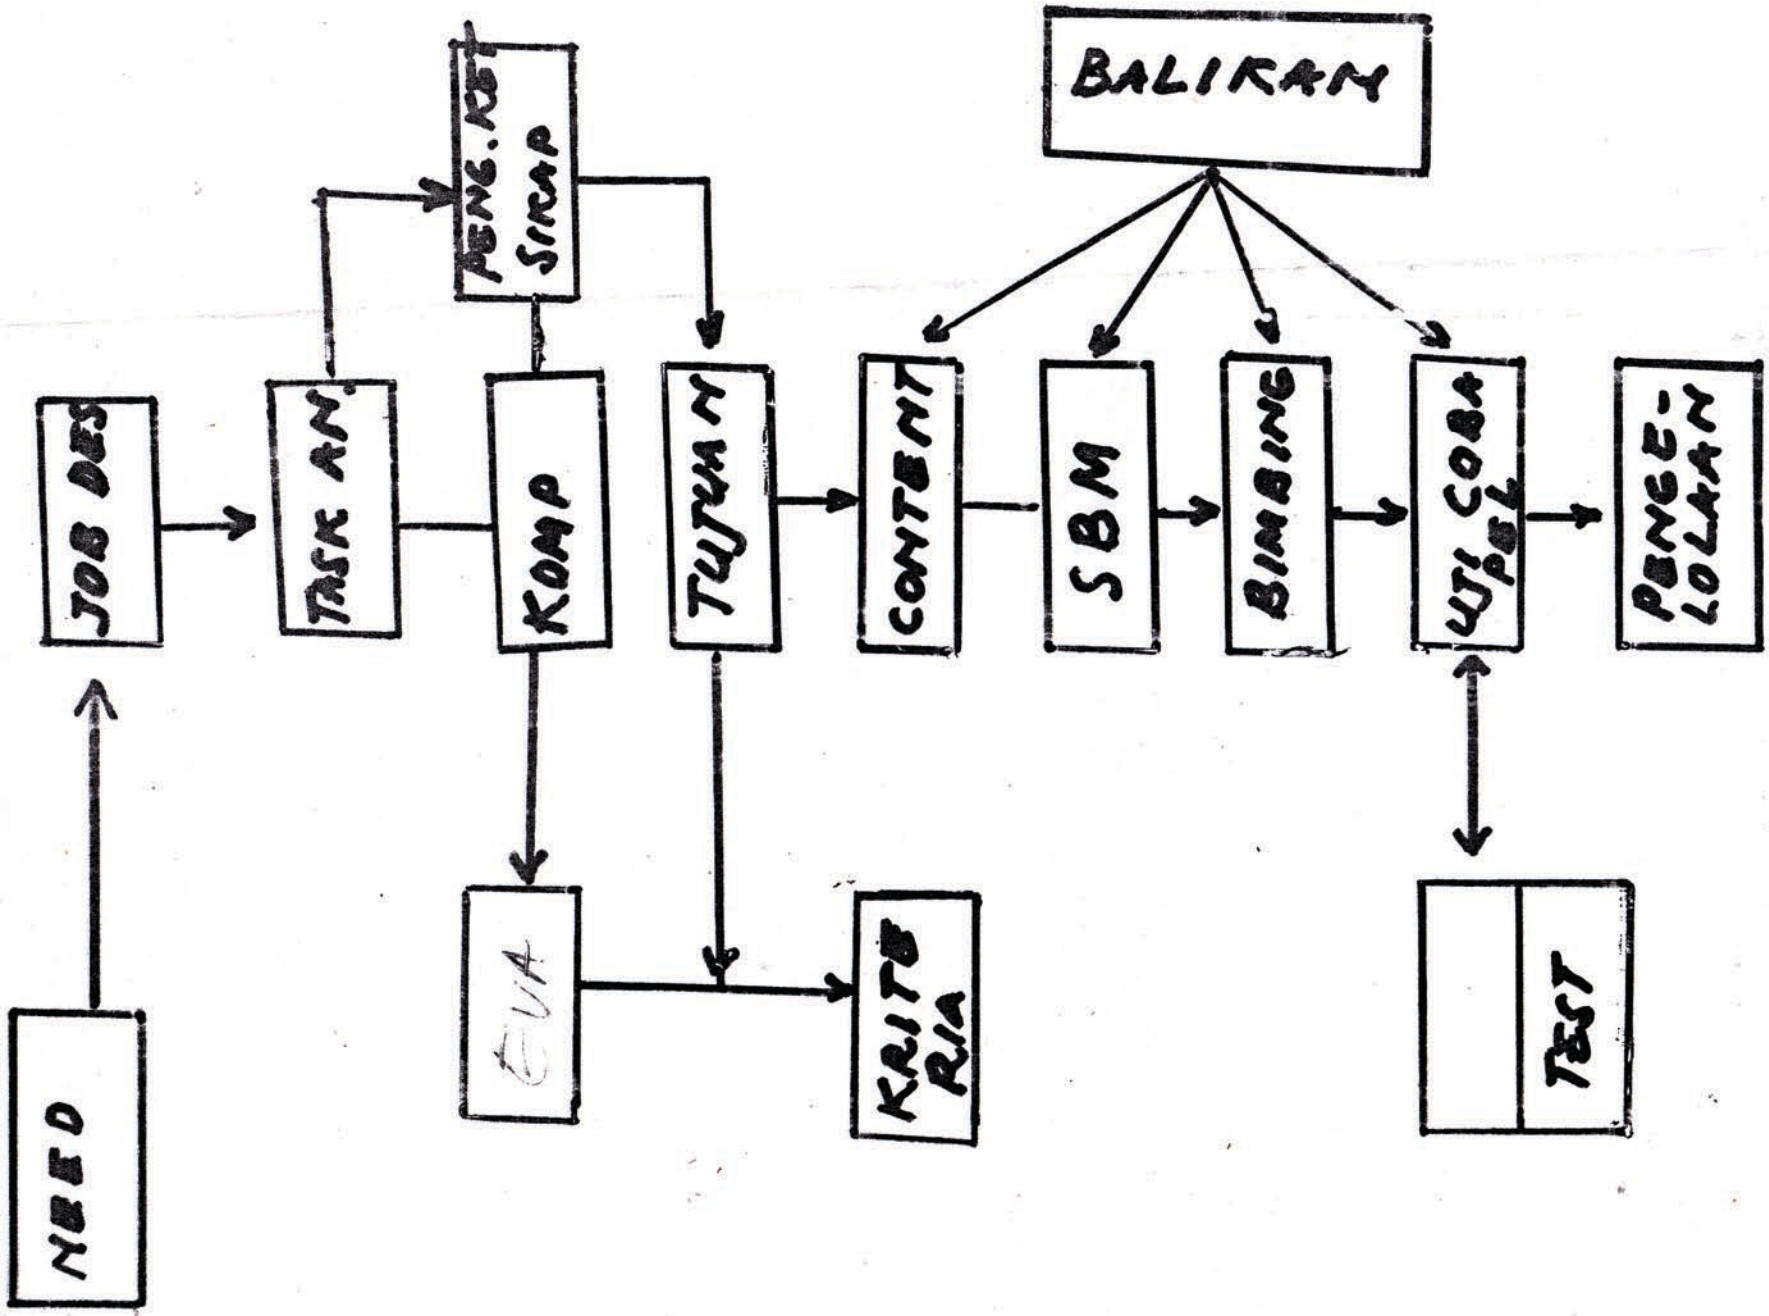 BALIKAN
PENG. KET
SIKAP
JOB DES
TASK AN.
KOMP
TUJUAN
CONTENT
SBM
BIMBING
UJI COBA
PEL
PENGE-
LOLAAN
NEED
EVA
KRITE
RIA
TEST